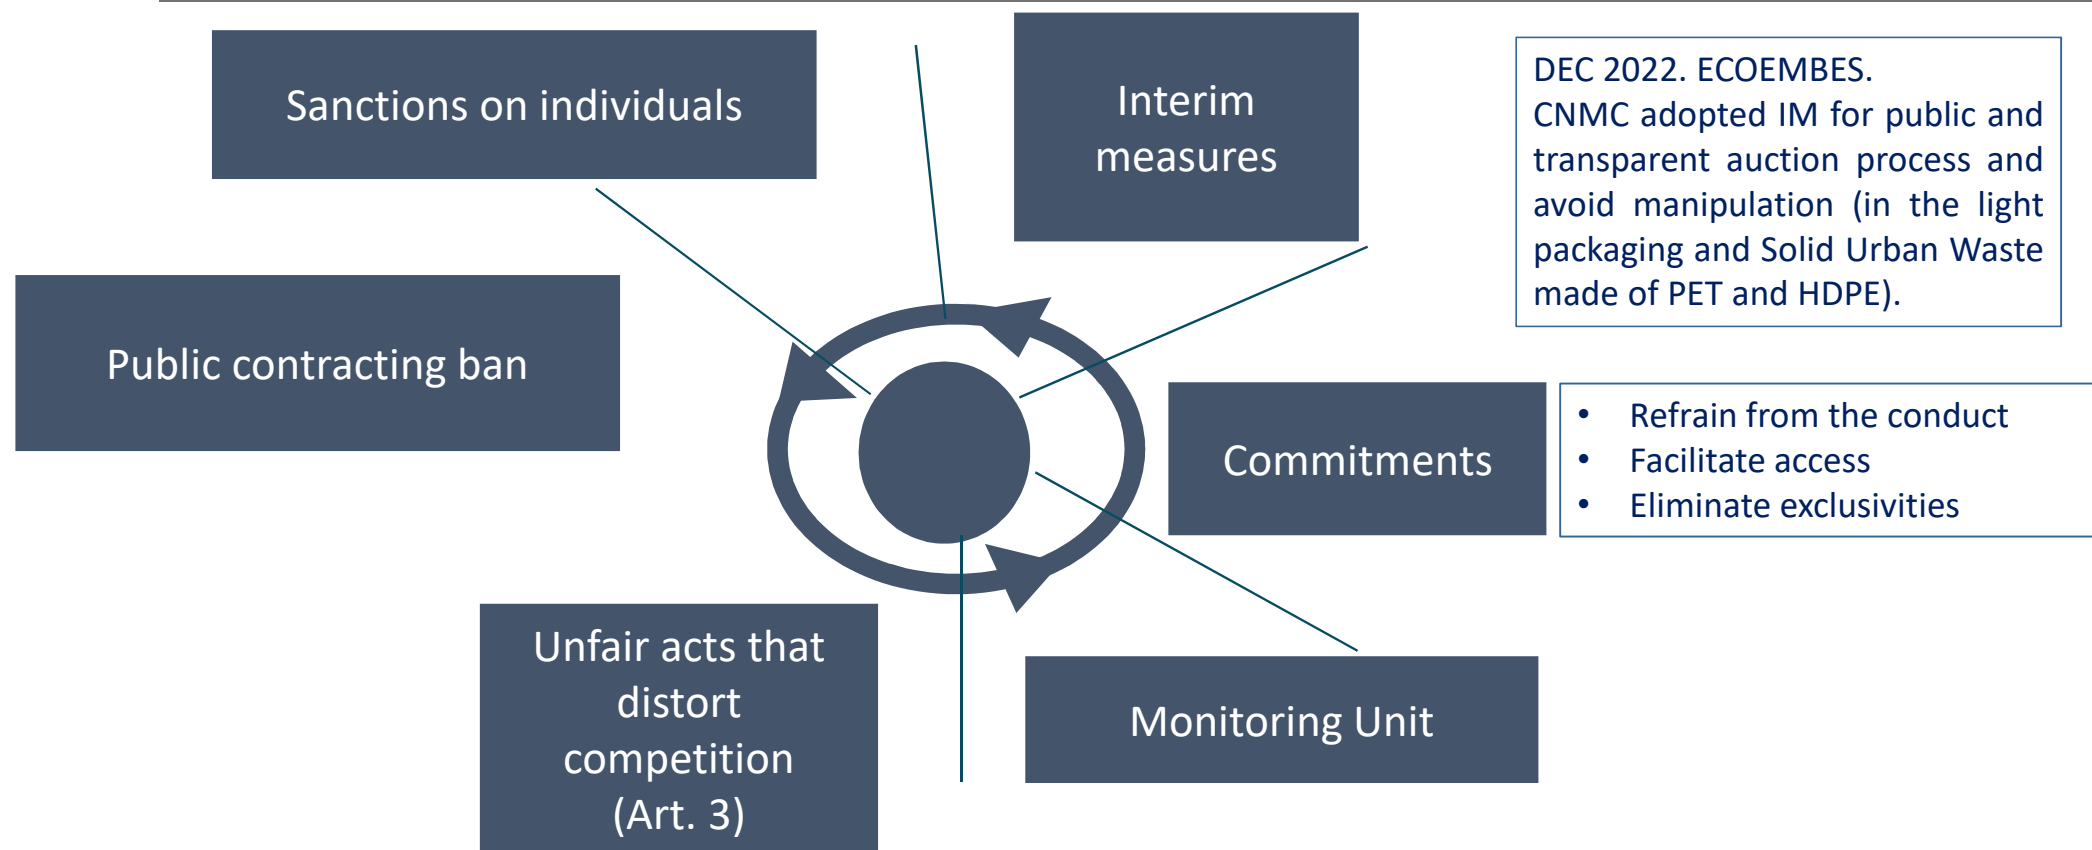 Sanctions on individuals
Interim
measures
DEC 2022. ECOEMBES.
CNMC adopted IM for public and
transparent auction process and
avoid manipulation (in the light
packaging and Solid Urban Waste
made of PET and HDPE).
Public contracting ban
Commitments
• Refrain from the conduct
• Facilitate access
• Eliminate exclusivities
Unfair acts that
distort
competition
(Art. 3)
Monitoring Unit